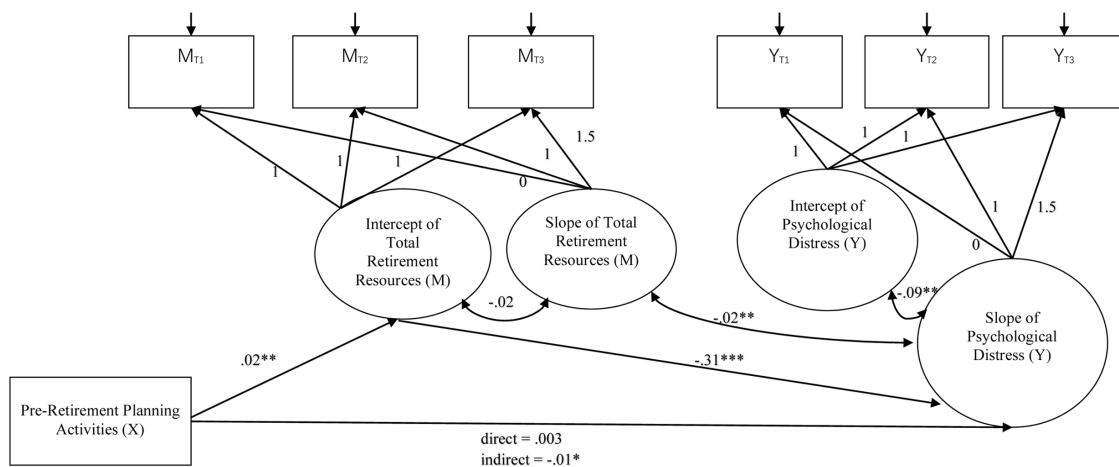 MT1
MT2
MT3
YT1
YT2
YT3
1
1
1
0
1
1.5
1
1
1
0
1
1.5
Intercept of
Total
Retirement
Resources (M)
Slope of Total
Retirement
Resources (M)
Intercept of
Psychological
Distress (Y)
Slope of
Psychological
Distress (Y)
-.02
-.09**
-.02**
.02**
-.31***
Pre-Retirement Planning
Activities (X)
direct = .003
indirect = -.01*